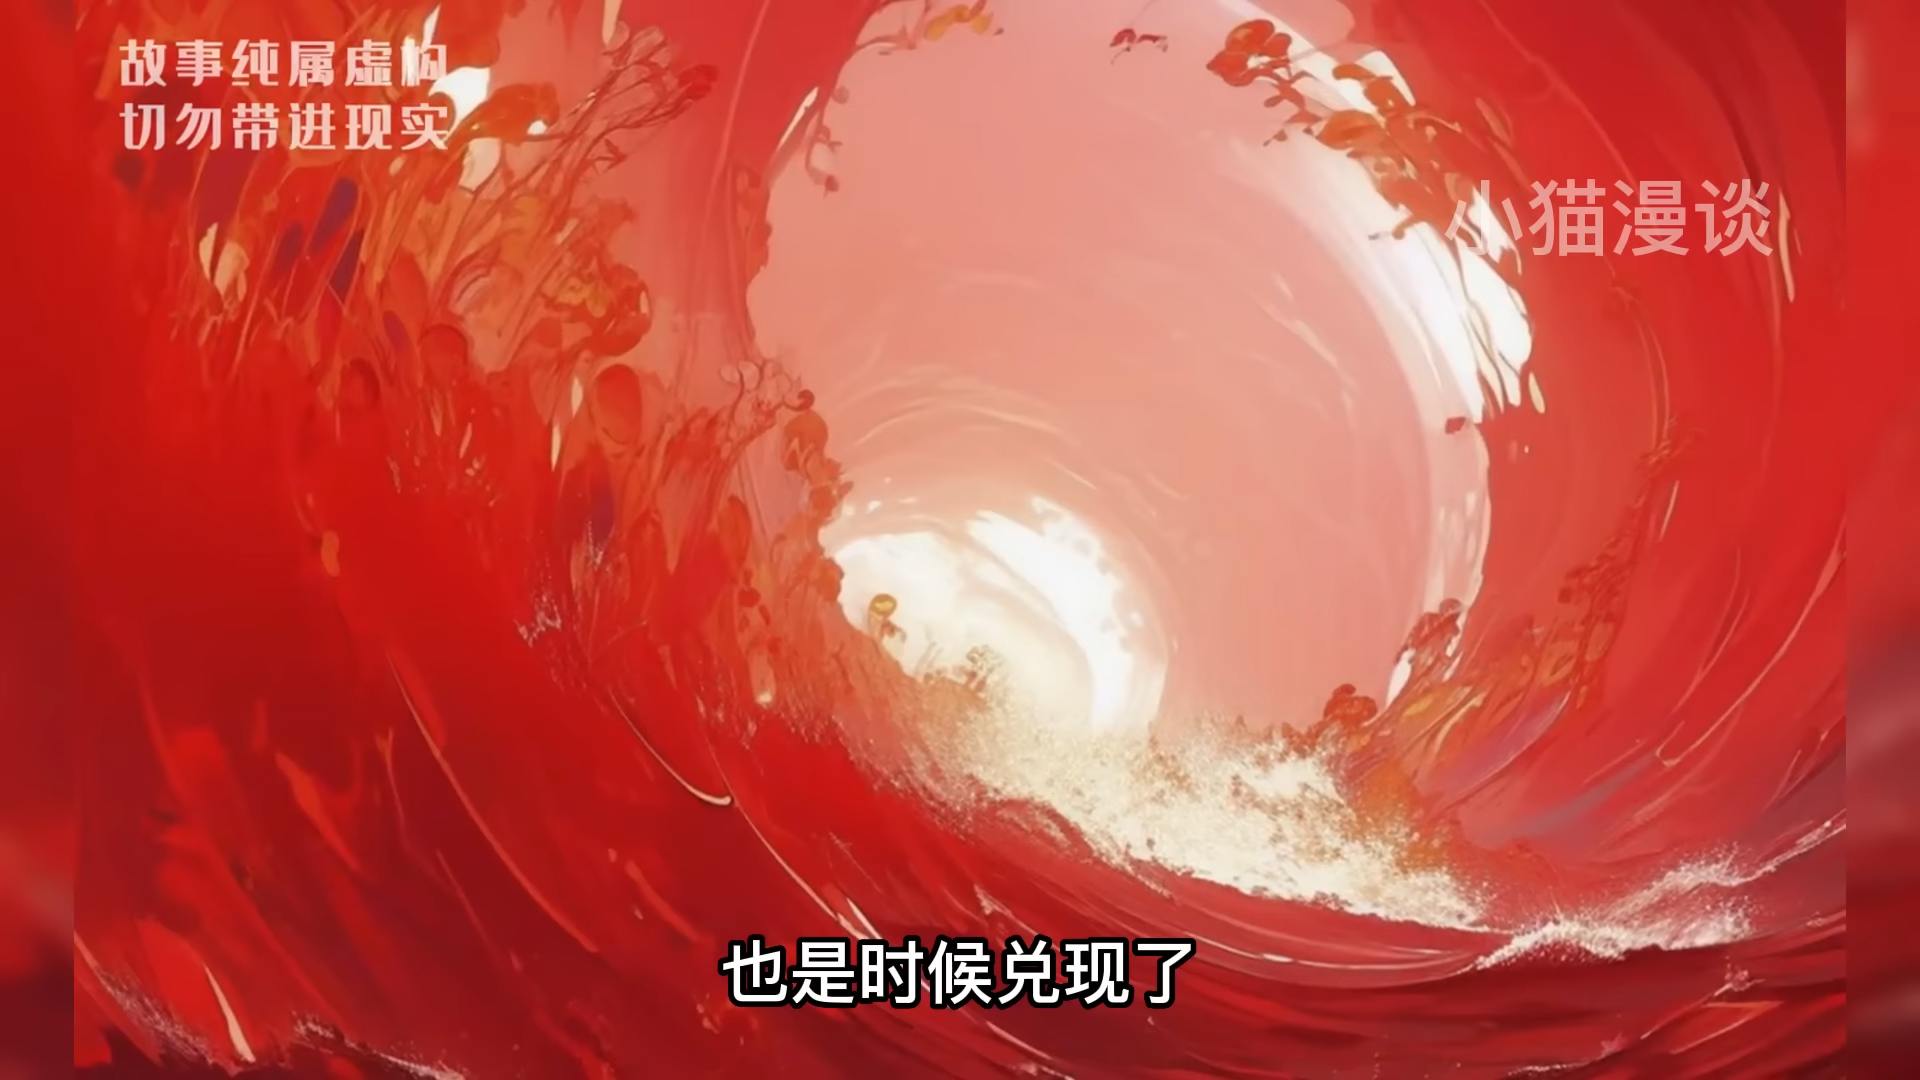 故事纯属虚构
切勿带进现实
小猫漫谈
也是时候兑现了